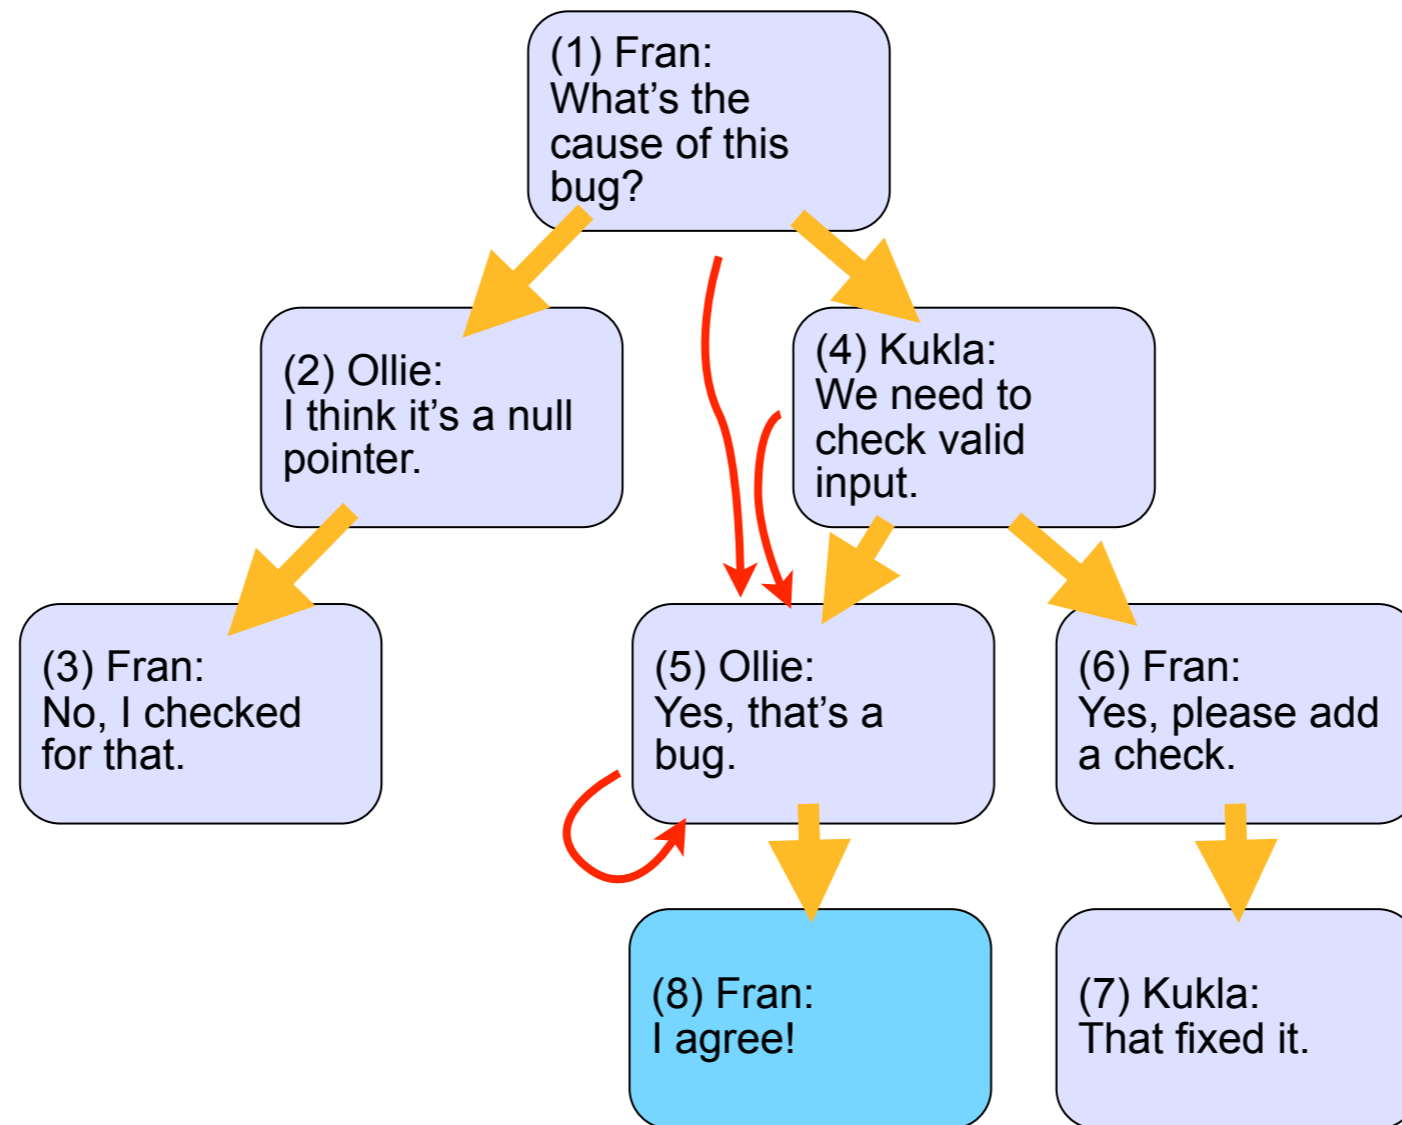 (1) Fran:
What’s the
cause of this
bug?
(2) Ollie:
I think it’s a null
pointer.
(4) Kukla:
We need to
check valid
input.
(3) Fran:
No, I checked
for that.
(5) Ollie:
Yes, that’s a
bug.
(6) Fran:
Yes, please add
a check.
(8) Fran:
I agree!
(7) Kukla:
That fixed it.